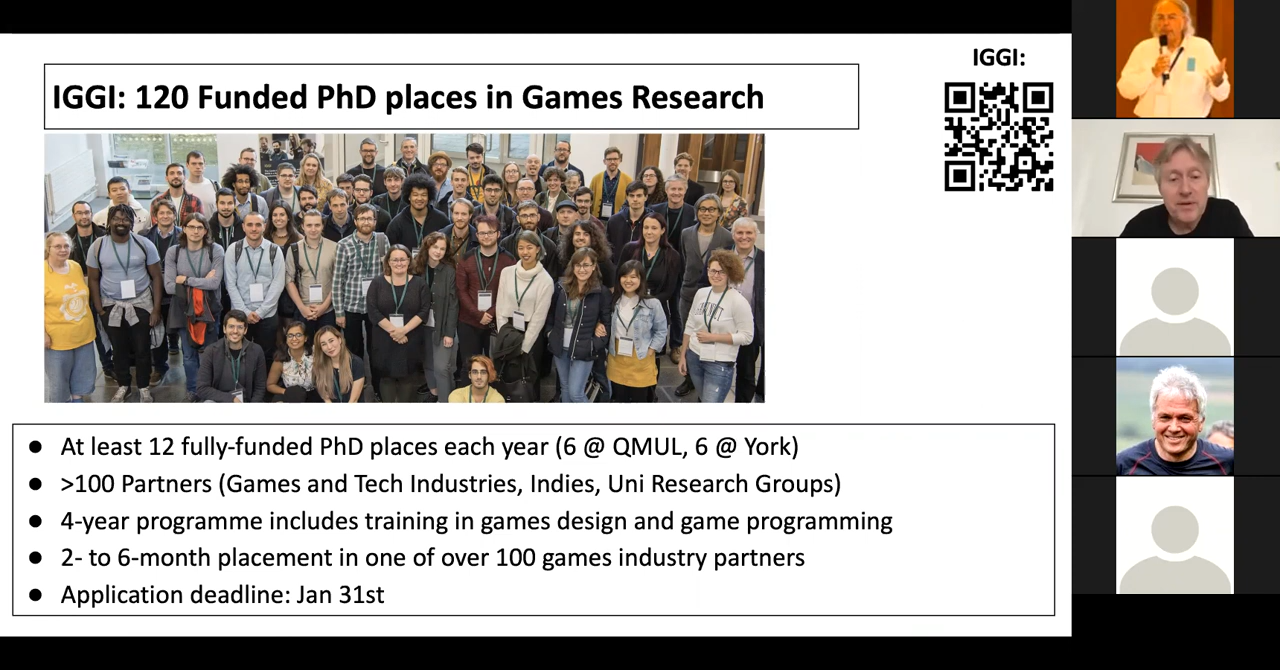 IGGI: 120 Funded PhD places in Games Research
IGGI:
● At least 12 fully-funded PhD places each year (6 @ QMUL, 6 @ York)
● >100 Partners (Games and Tech Industries, Indies, Uni Research Groups)
● 4-year programme includes training in games design and game programming
● 2- to 6-month placement in one of over 100 games industry partners
● Application deadline: Jan 31st